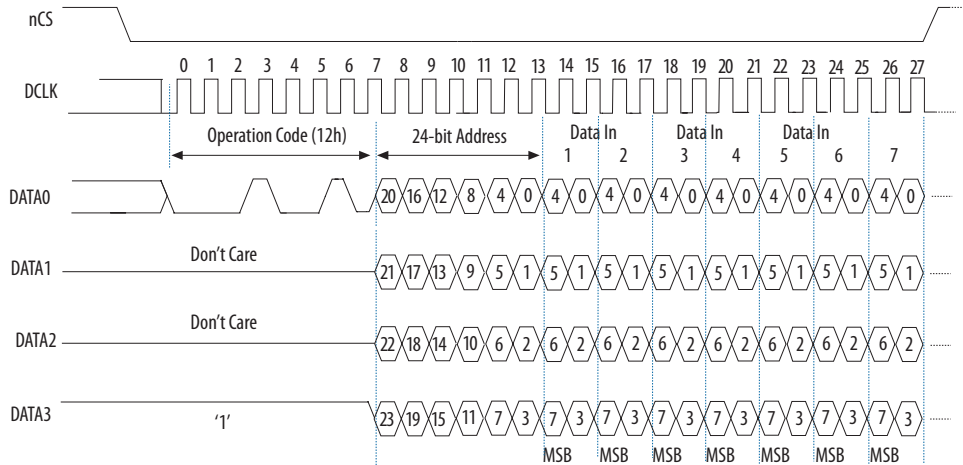 nCS
0 1 2 3 4 5 6 7 8 9 10 11 12 13 14 15 16 17 18 19 20 21 22 23 24 25 26 27
DCLK
Operation Code (12h) 24-bit Address Data In Data In Data In
1 2 3 4 5 6 7
DATA0 20 16 12 8 4 0 4 0 4 0 4 0 4 0 4 0 4 0 4 0
Don't Care
DATA1 21 17 13 9 5 1 5 1 5 1 5 1 5 1 5 1 5 1 5 1
Don't Care
DATA2 22 18 14 10 6 2 6 2 6 2 6 2 6 2 6 2 6 2 6 2
DATA3 '1' 23 19 15 11 7 3 7 3 7 3 7 3 7 3 7 3 7 3 7 3
MSB MSB MSB MSB MSB MSB MSB